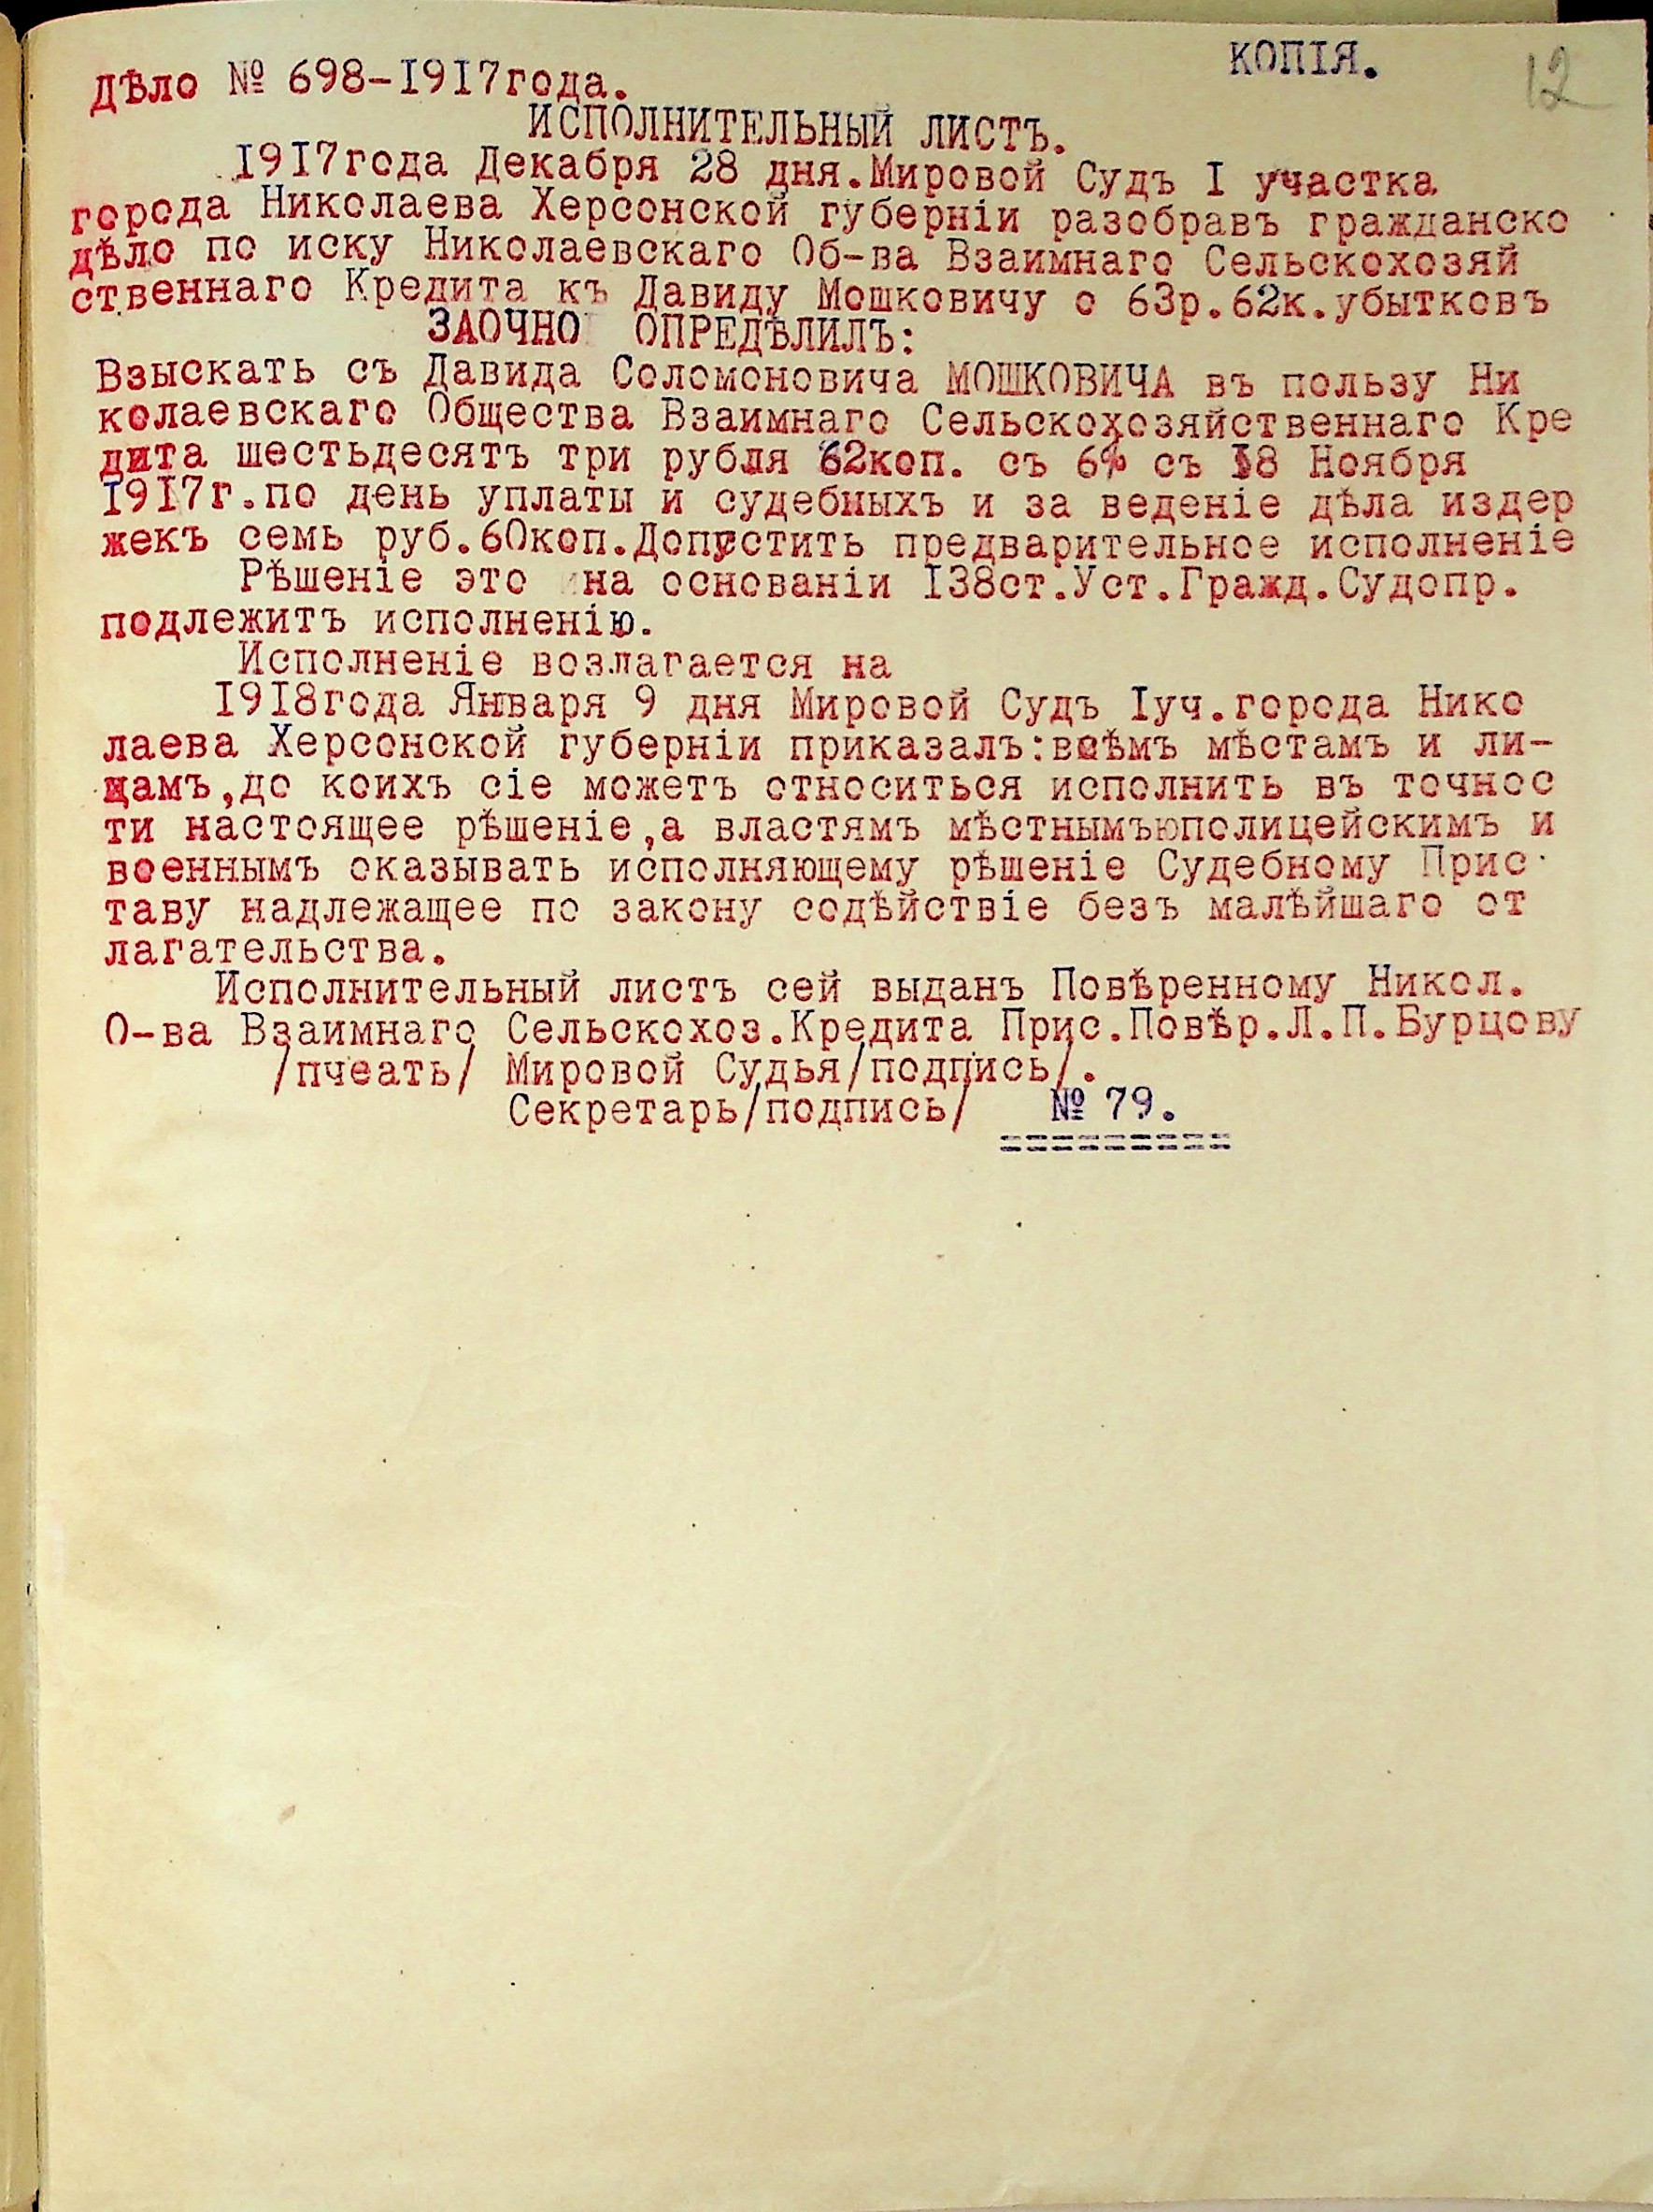 КОПІЯ.
12
Дѣло № 698-1917года.
ИСПОЛНИТЕЛЬНЫЙ ЛИСТЪ.
1917года Декабря 28 дня.Мировой Судъ I участка
города Николаева Херсонской губерніи разобравъ гражданско
дѣло по иску Николаевскаго Об-ва Взаимнаго Сельскохозяй
ственнаго Кредита къ Давиду Мошковичу о 63р.62к.убытковъ
ЗАОЧНО ОПРЕДѢЛИЛЪ:
Взыскать съ Давида Соломоновича МОШКОВИЧА въ пользу Ни
колаевскаго Общества Взаимнаго Сельскохозяйственнаго Кре
дита шестьдесятъ три рубля 62коп. съ 6% съ 18 Ноября
1917г.по день уплаты и судебныхъ и за веденіе дѣла издер
жекъ семь руб.60коп.Допустить предварительное исполненіе
Рѣшеніе это на основаніи 138ст.Уст.Гражд.Судопр.
подлежитъ исполненію.
Исполненіе возлагается на
1918года Января 9 дня Мировой Судъ Iуч.города Нико
лаева Херсонской губерніи приказалъ:всѣмъ мѣстамъ и ли-
цамъ,до коихъ сіе можетъ относиться исполнить въ точнос
ти настоящее рѣшеніе,а властямъ мѣстнымъюполицейскимъ и
военнымъ оказывать исполняющему рѣшеніе Судебному Прис
таву надлежащее по закону содѣйствіе безъ малѣйшаго от
лагательства.
Исполнительный листъ сей выданъ Повѣренному Никол.
О-ва Взаимнаго Сельскохоз.Кредита Прис.Повѣр.Л.П.Бурцову
/пчеать/ Мировой Судья/подпись/.
Секретарь/подпись/ № 79.